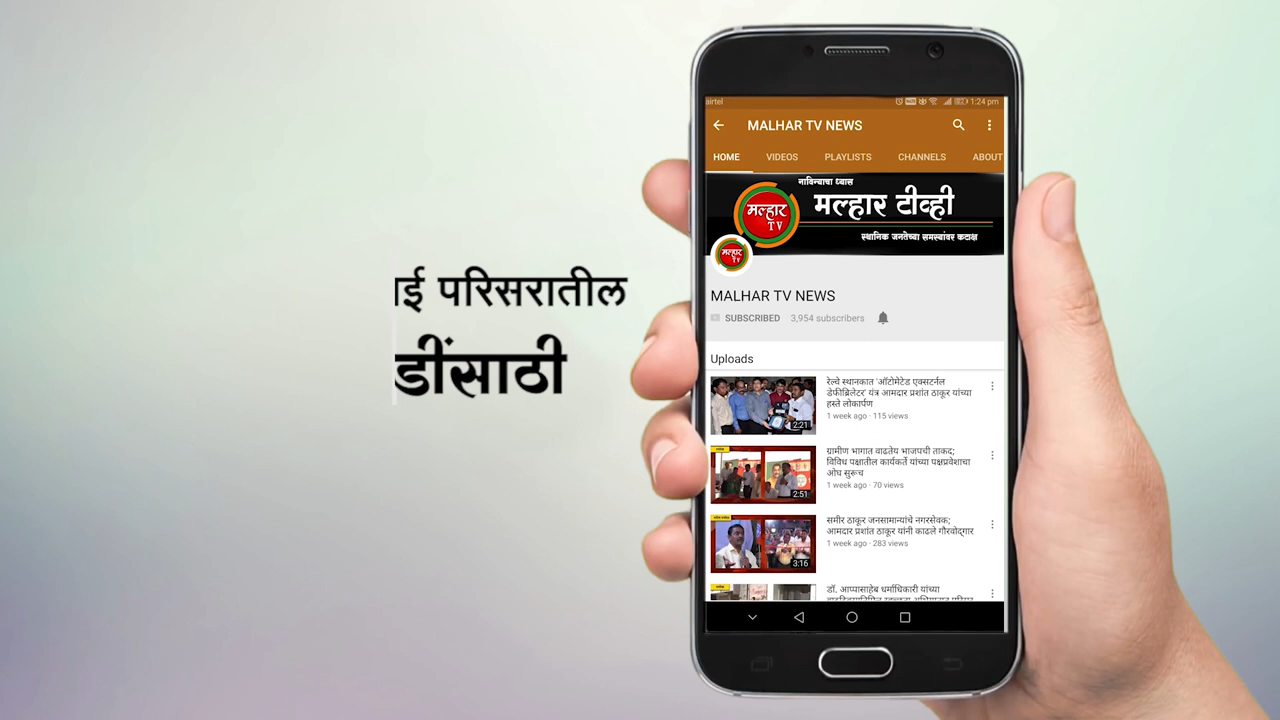 ई परिसरातील
डींसाठी
airtel
1:24 pm
MALHAR TV NEWS
HOME VIDEOS PLAYLISTS CHANNELS ABOUT
नाविन्याचा ध्यास
मल्हार टीव्ही
स्थानिक जनतेच्या समस्यांवर कटाक्ष
मल्हार
TV
मल्हार
TV
MALHAR TV NEWS
SUBSCRIBED 3,954 subscribers
Uploads
रेल्वे स्थानकात 'ऑटोमेटेड एक्सटर्नल
डेफीब्रिलेटर' यंत्र आमदार प्रशांत ठाकूर यांच्या
हस्ते लोकार्पण
1 week ago · 115 views
2:21
ग्रामीण भागात वाढतेय भाजपची ताकद;
विविध पक्षातील कार्यकर्ते यांच्या पक्षप्रवेशाचा
ओघ सुरूच
1 week ago · 70 views
2:51
समीर ठाकूर जनसामान्यांचे नगरसेवक;
आमदार प्रशांत ठाकूर यांनी काढले गौरवोद्गार
1 week ago · 283 views
3:16
डॉ. आप्पासाहेब धर्माधिकारी यांच्या